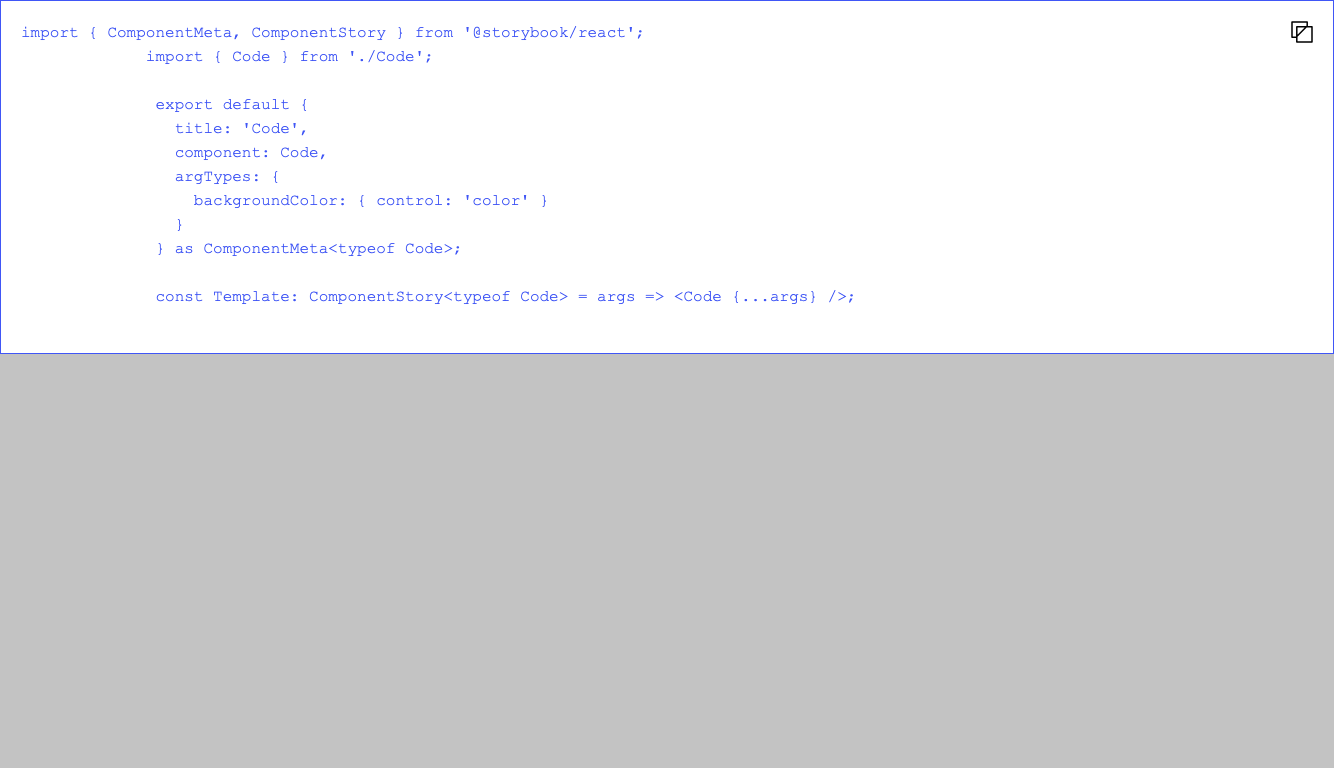 import { ComponentMeta, ComponentStory } from '@storybook/react';
             import { Code } from './Code';

              export default {
                title: 'Code',
                component: Code,
                argTypes: {
                  backgroundColor: { control: 'color' }
                }
              } as ComponentMeta<typeof Code>;

              const Template: ComponentStory<typeof Code> = args => <Code {...args} />;